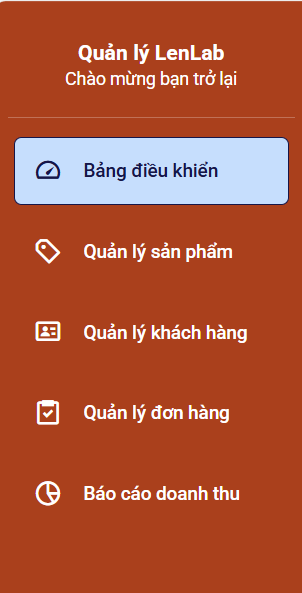 Quản lý LenLab
Chào mừng bạn trở lại
Bảng điều khiển
Quản lý sản phẩm
Quản lý khách hàng
Quản lý đơn hàng
Báo cáo doanh thu